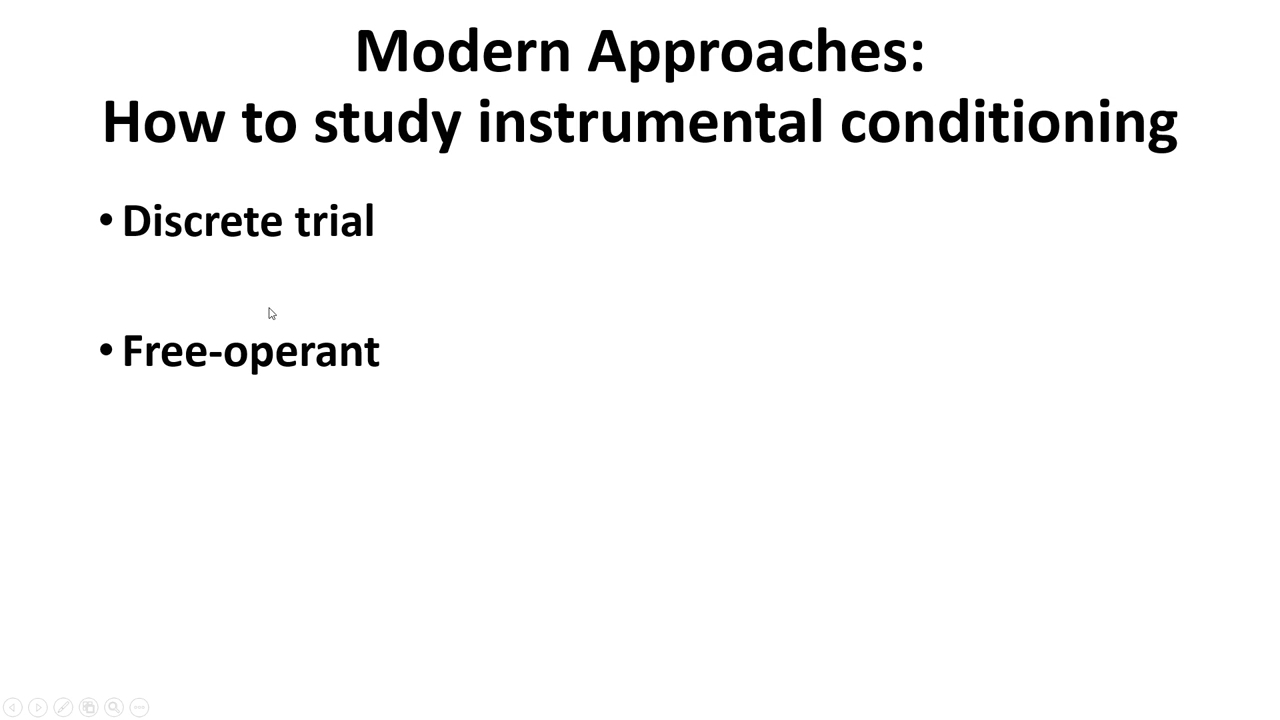 Modern Approaches:
How to study instrumental conditioning
• Discrete trial
• Free-operant